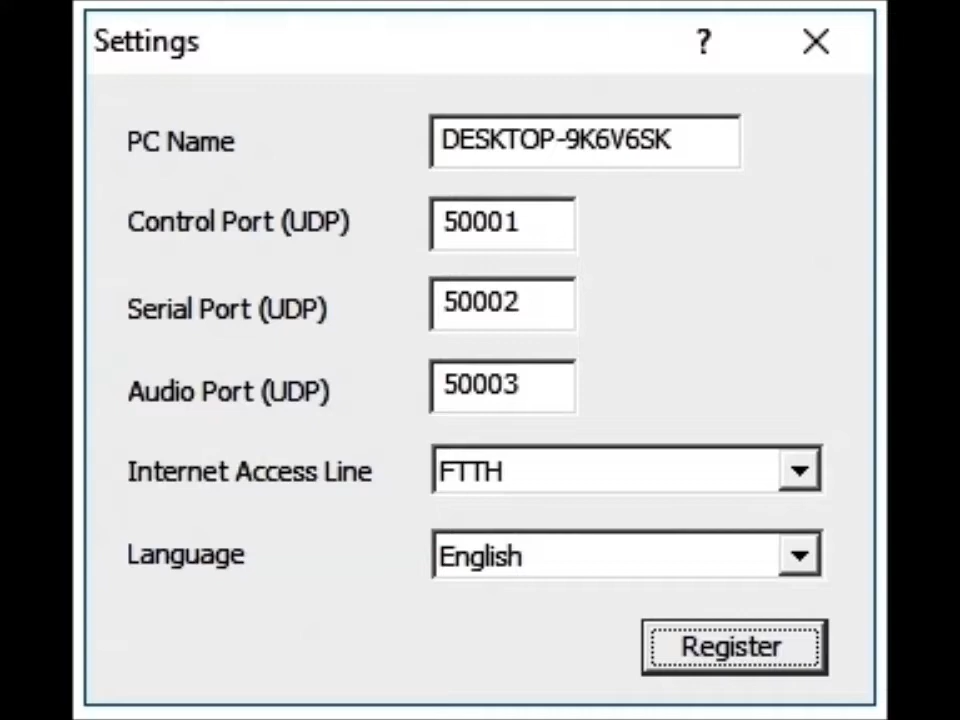 Settings ?
PC Name DESKTOP-9K6V6SK
Control Port (UDP) 50001
Serial Port (UDP) 50002
Audio Port (UDP) 50003
Internet Access Line FTTH
Language English
Register